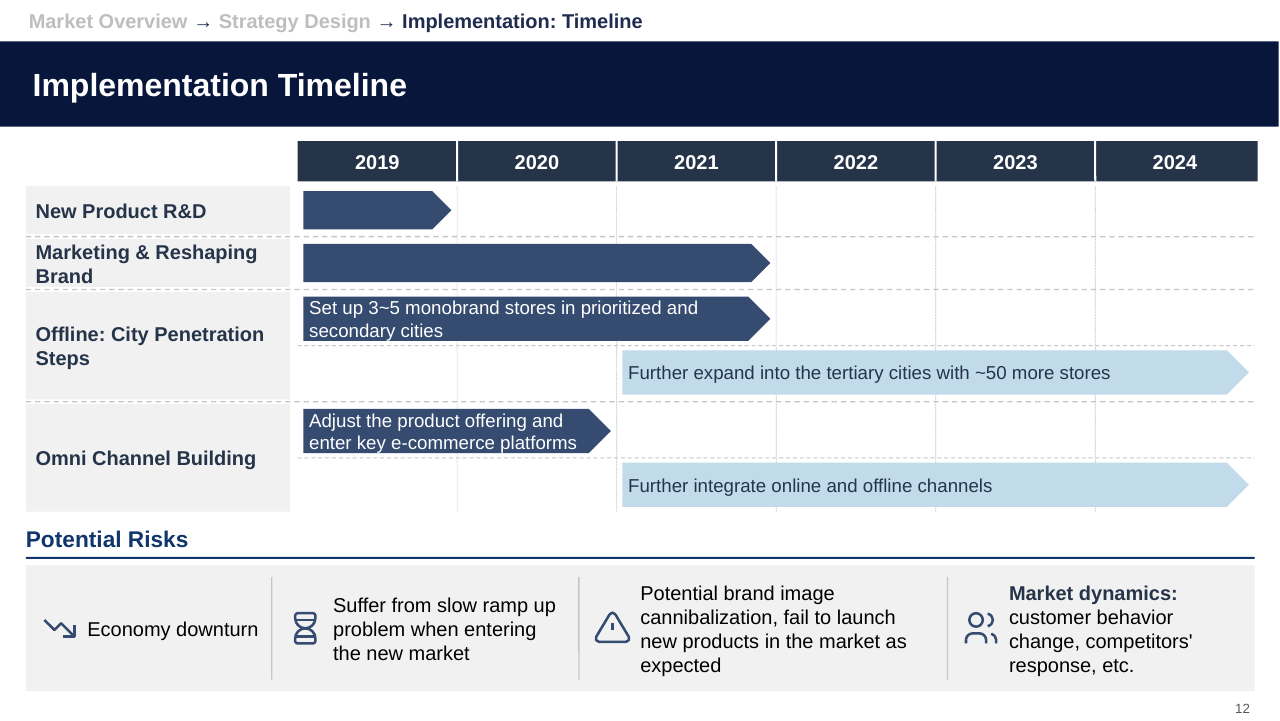 Market Overview → Strategy Design → Implementation: Timeline
Implementation Timeline
2019 2020 2021 2022 2023 2024
New Product R&D
Marketing & Reshaping
Brand
Offline: City Penetration
Steps
Set up 3~5 monobrand stores in prioritized and
secondary cities
Further expand into the tertiary cities with ~50 more stores
Omni Channel Building
Adjust the product offering and
enter key e-commerce platforms
Further integrate online and offline channels
Potential Risks
Economy downturn
Suffer from slow ramp up
problem when entering
the new market
Potential brand image
cannibalization, fail to launch
new products in the market as
expected
Market dynamics:
customer behavior
change, competitors'
response, etc.
12